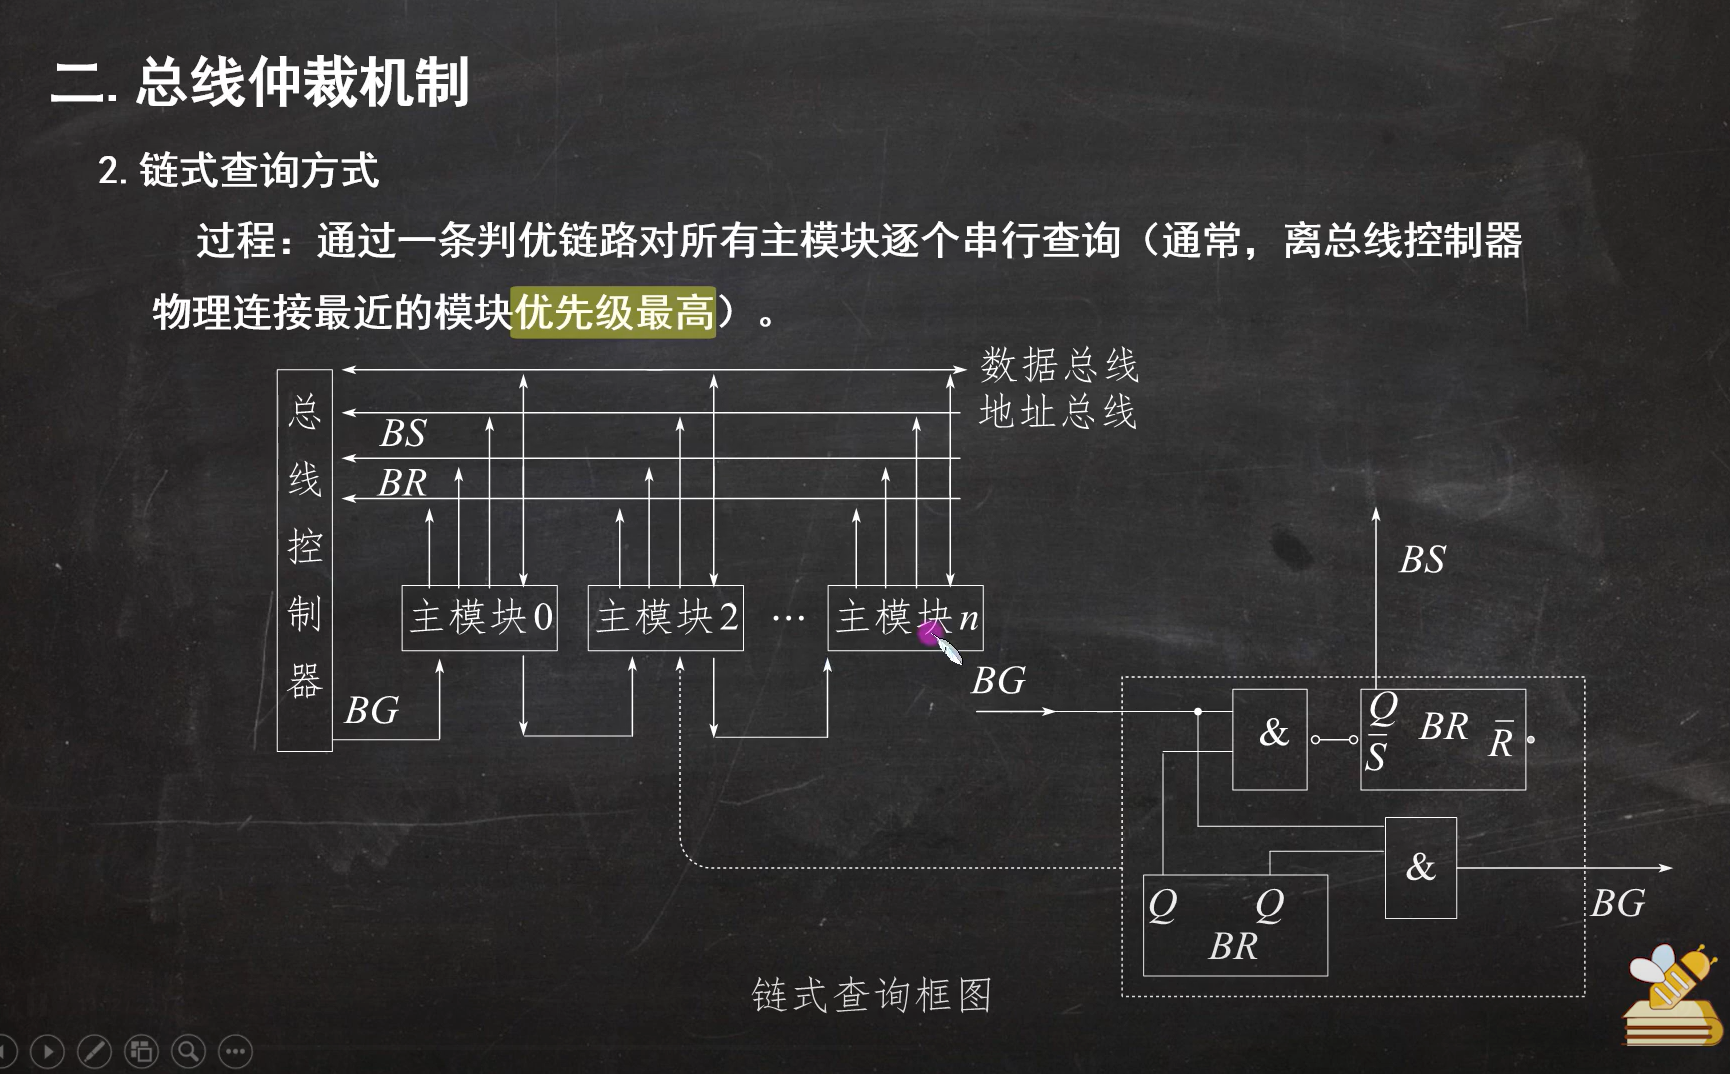 二. 总线仲裁机制
2. 链式查询方式
过程：通过一条判优链路对所有主模块逐个串行查询（通常，离总线控制器
物理连接最近的模块优先级最高）。
总线控制器
数据总线
地址总线
BS
BR
主模块0
主模块2
…
主模块n
BG
BG
BS
&
Q
S̅
BR
R̅
&
BG
Q
Q
BR
链式查询框图